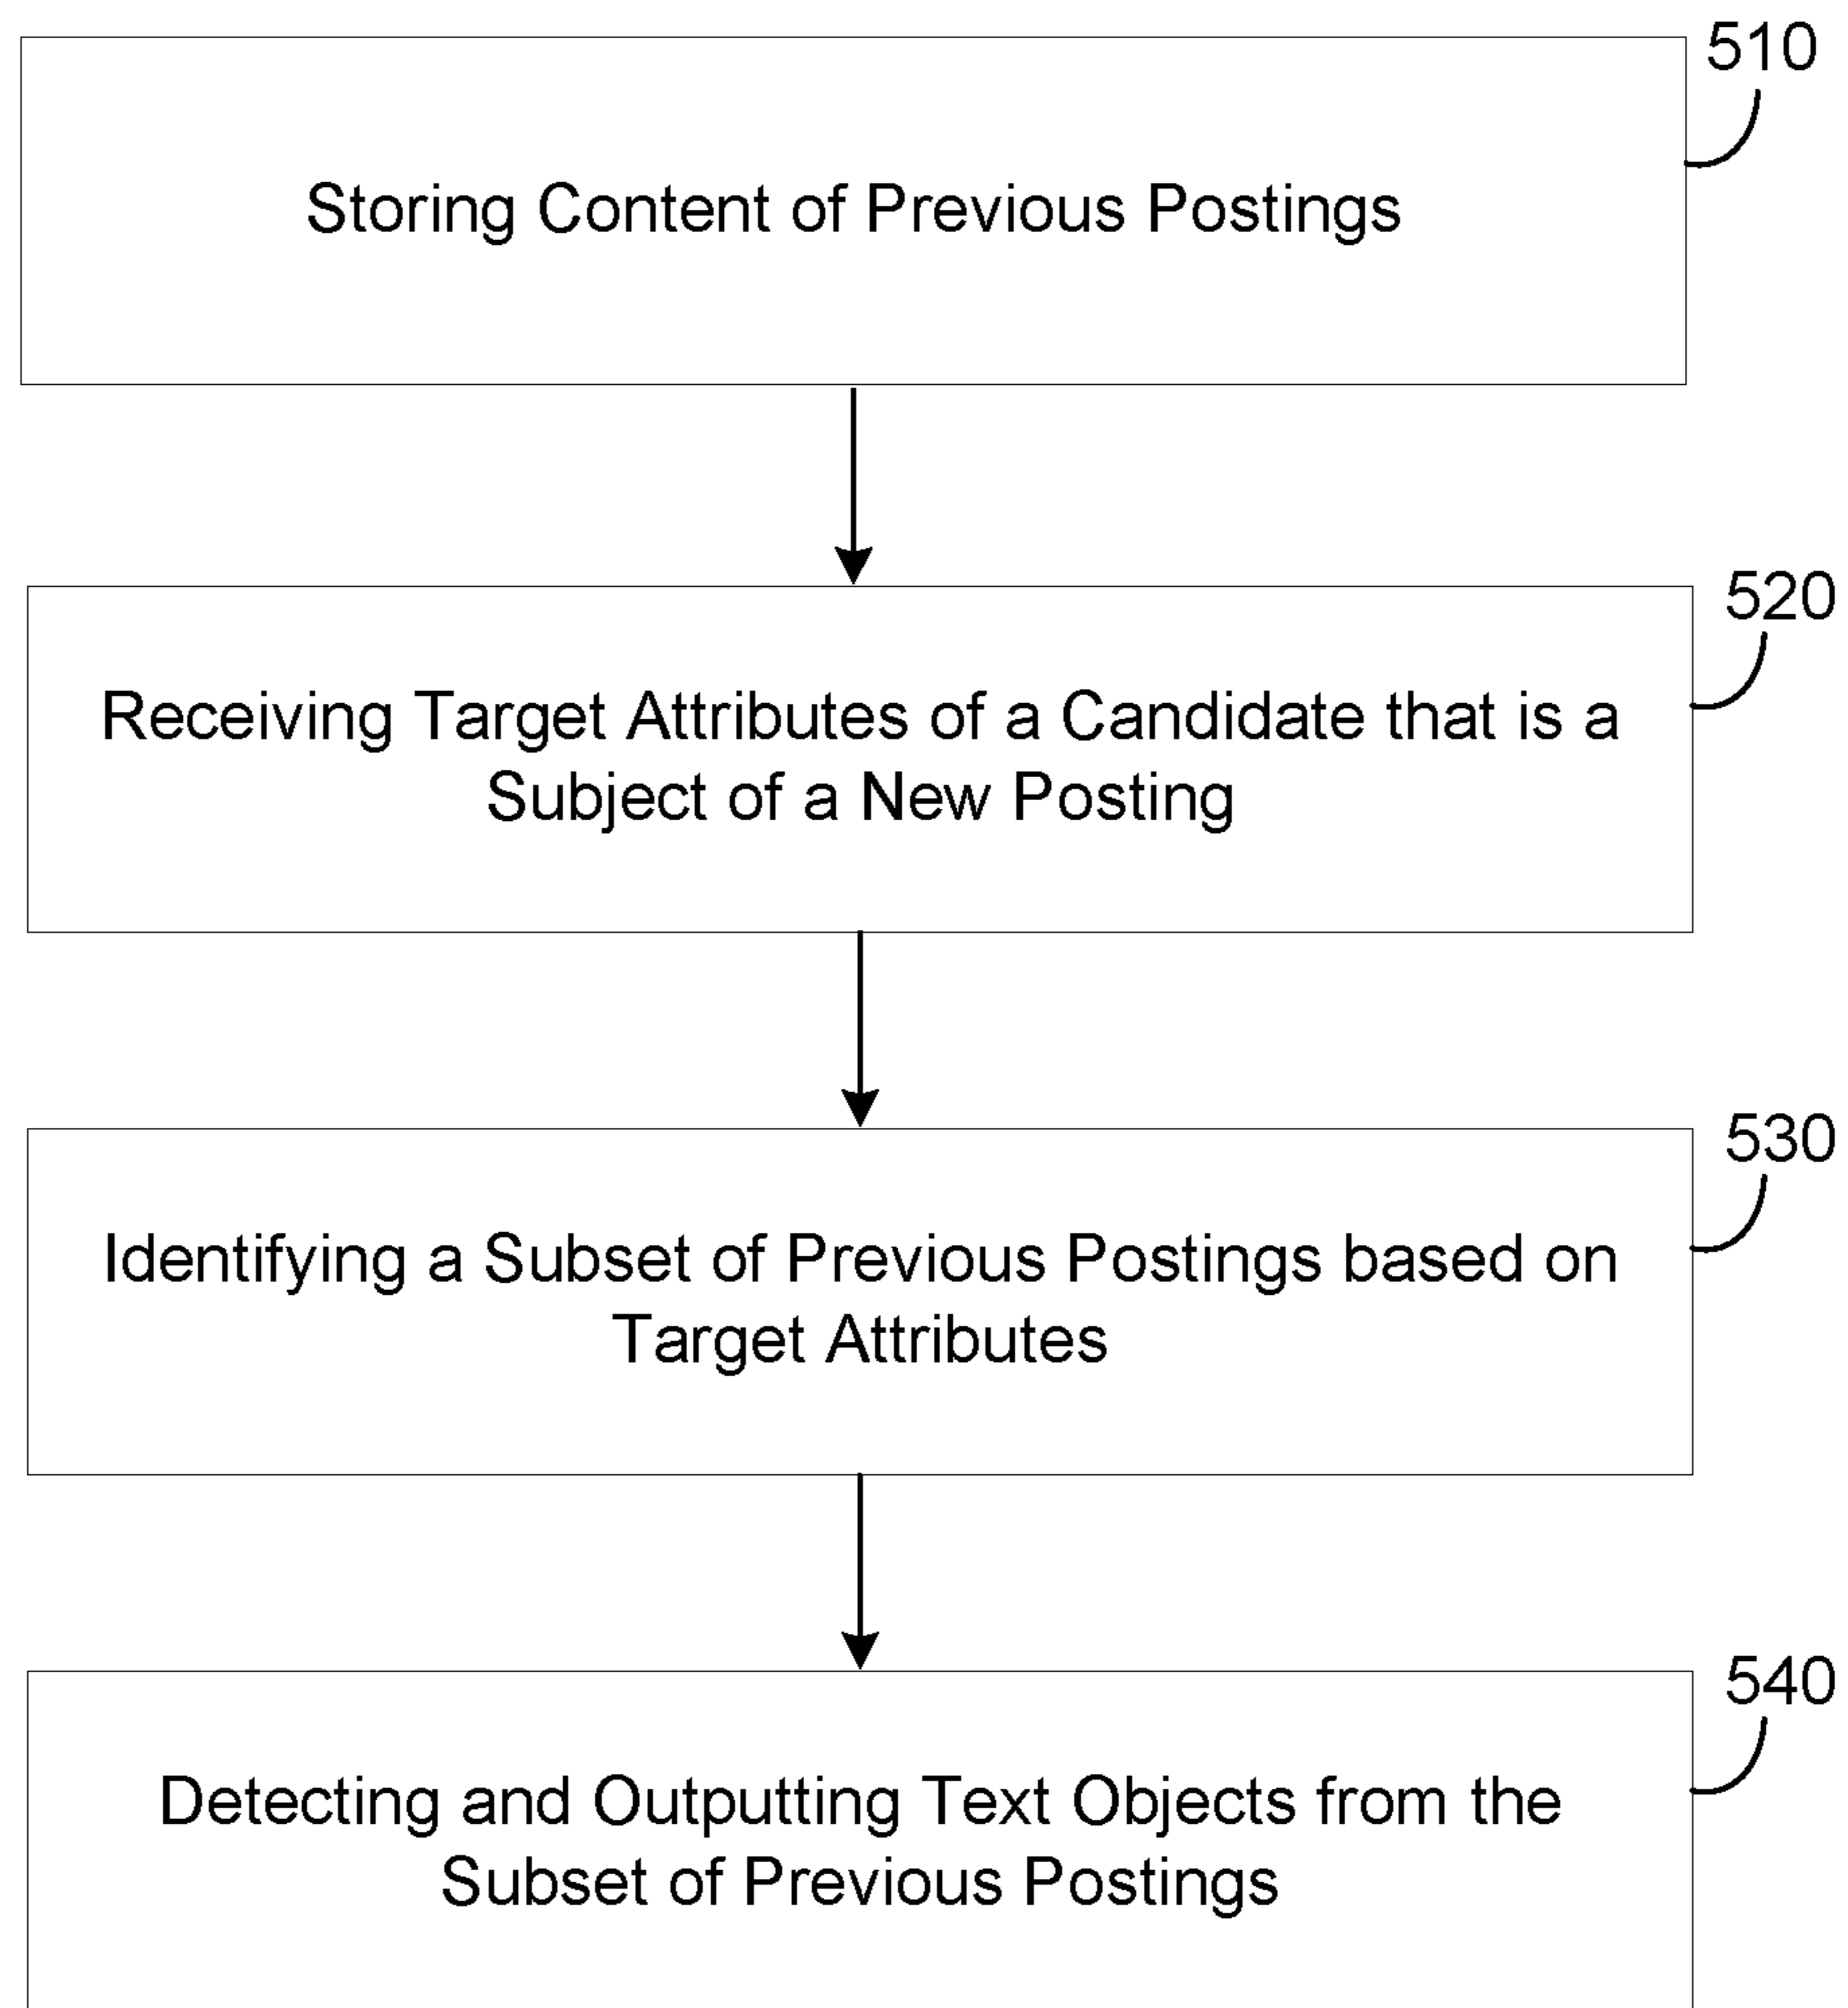 510
Storing Content of Previous Postings
520
Receiving Target Attributes of a Candidate that is a
Subject of a New Posting
530
Identifying a Subset of Previous Postings based on
Target Attributes
540
Detecting and Outputting Text Objects from the
Subset of Previous Postings